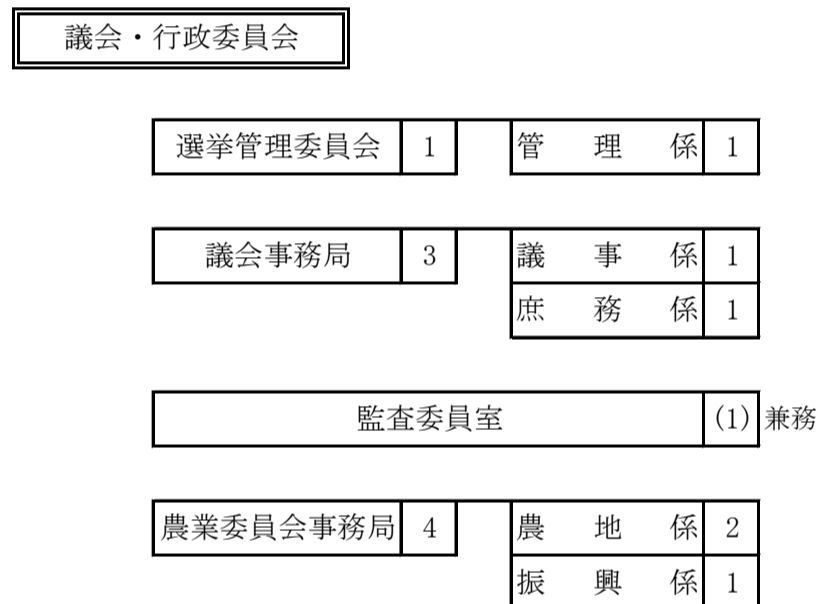 議会・行政委員会
選挙管理委員会 1 管理係 1
議会事務局 3 議事係 1
庶務係 1
監査委員室 (1) 兼務
農業委員会事務局 4 農地係 2
振興係 1